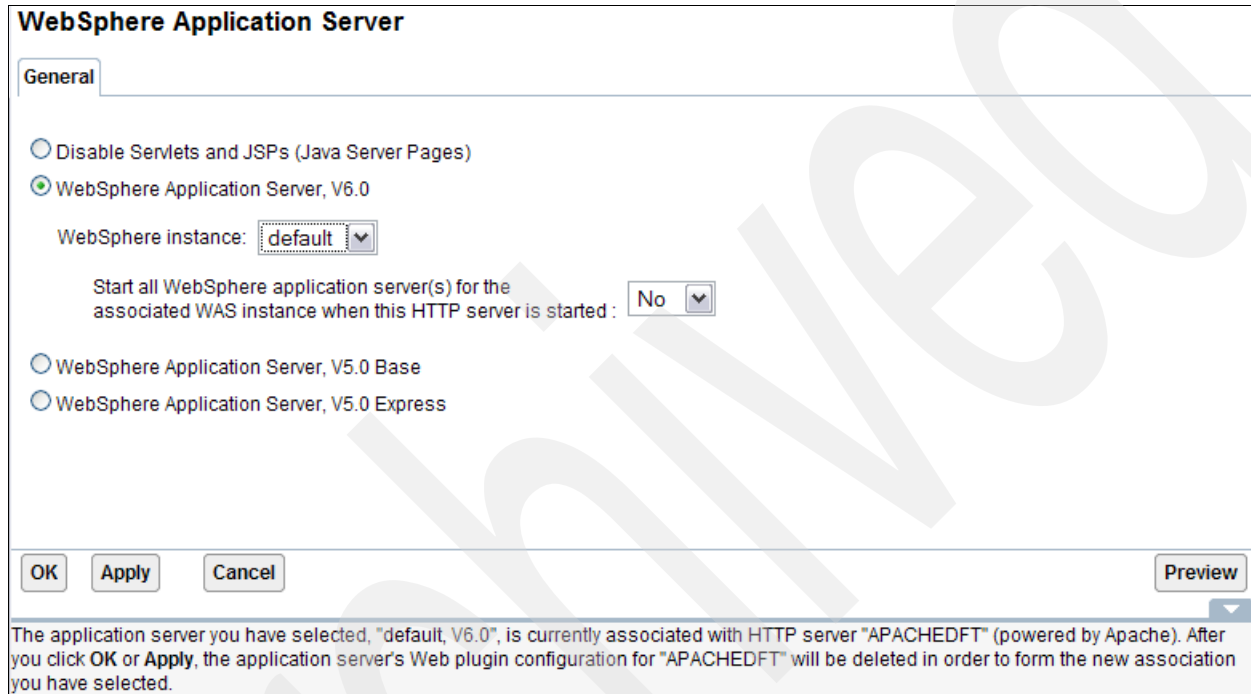 WebSphere Application Server
General
Disable Servlets and JSPs (Java Server Pages)
WebSphere Application Server, V6.0
WebSphere instance: default
Start all WebSphere application server(s) for the
associated WAS instance when this HTTP server is started : No
WebSphere Application Server, V5.0 Base
WebSphere Application Server, V5.0 Express
OK Apply Cancel Preview
The application server you have selected, "default, V6.0", is currently associated with HTTP server "APACHEDFT" (powered by Apache). After
you click OK or Apply, the application server's Web plugin configuration for "APACHEDFT" will be deleted in order to form the new association
you have selected.